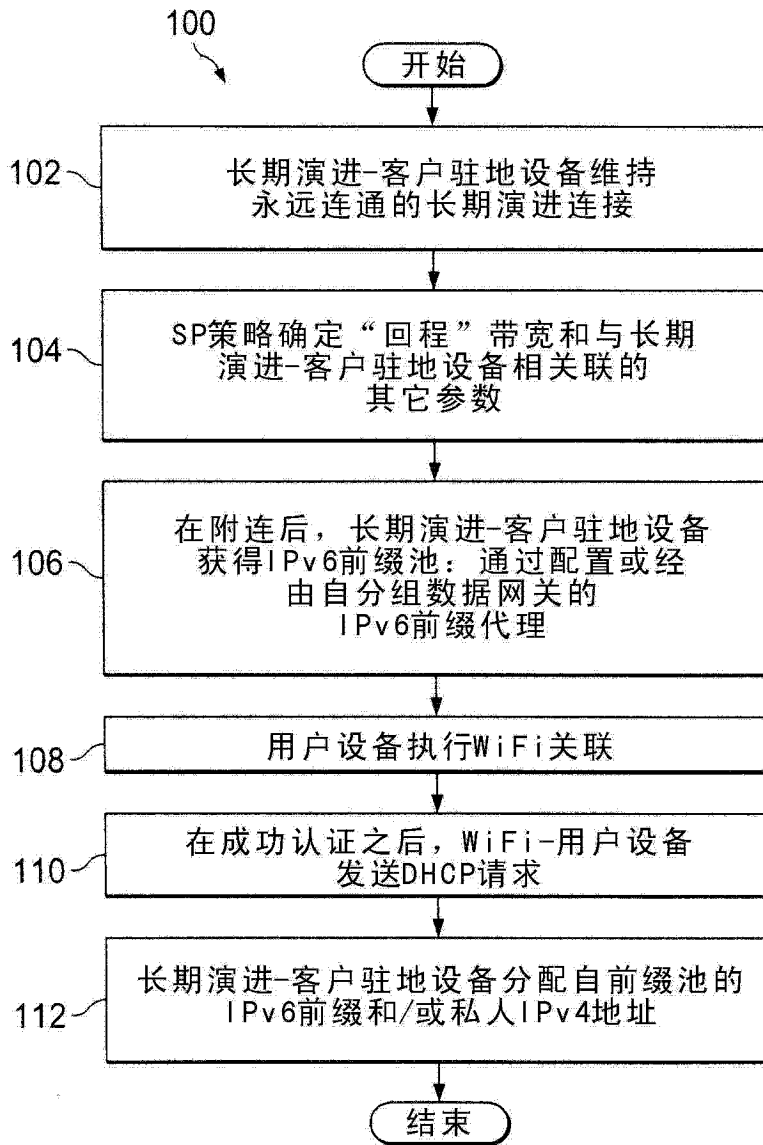 100
开始
102
长期演进-客户驻地设备维持
永远连通的长期演进连接
104
SP策略确定“回程”带宽和与长期
演进-客户驻地设备相关联的
其它参数
106
在附连后，长期演进-客户驻地设备
获得IPv6前缀池：通过配置或经
由自分组数据网关的
IPv6前缀代理
108
用户设备执行WiFi关联
110
在成功认证之后，WiFi-用户设备
发送DHCP请求
112
长期演进-客户驻地设备分配自前缀池的
IPv6前缀和/或私人IPv4地址
结束